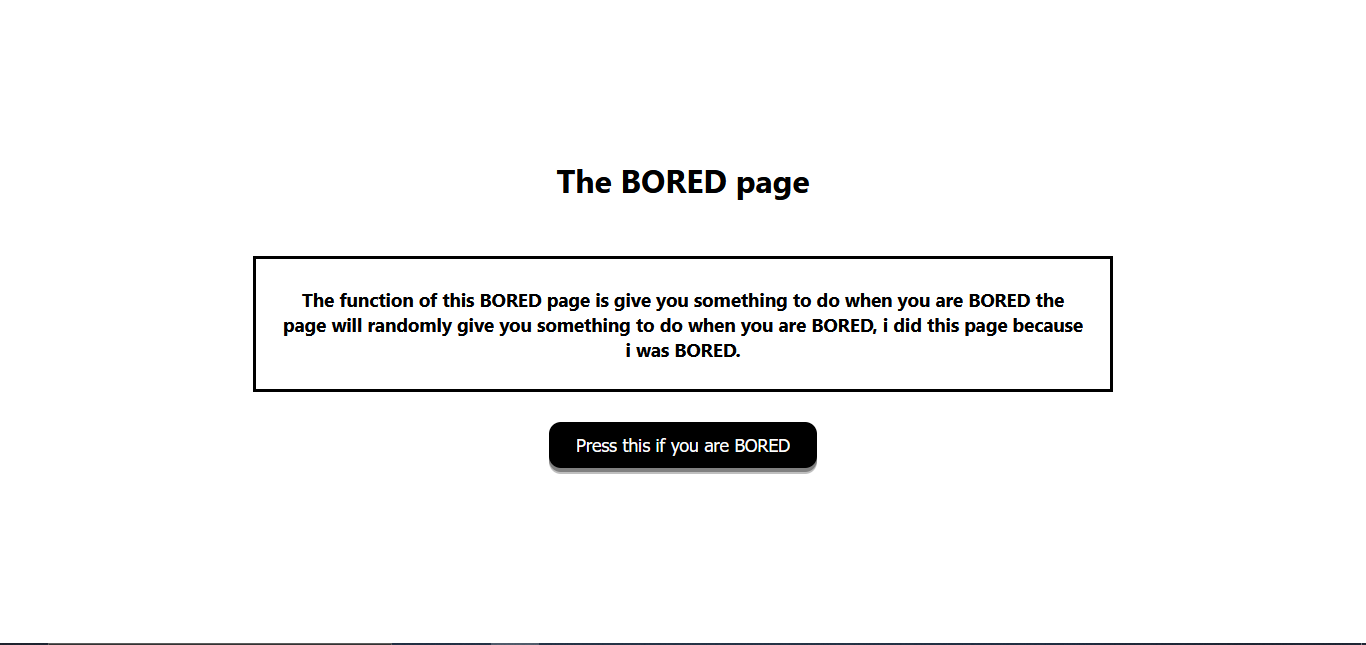 The BORED page
The function of this BORED page is give you something to do when you are BORED the
page will randomly give you something to do when you are BORED, i did this page because
i was BORED.
Press this if you are BORED